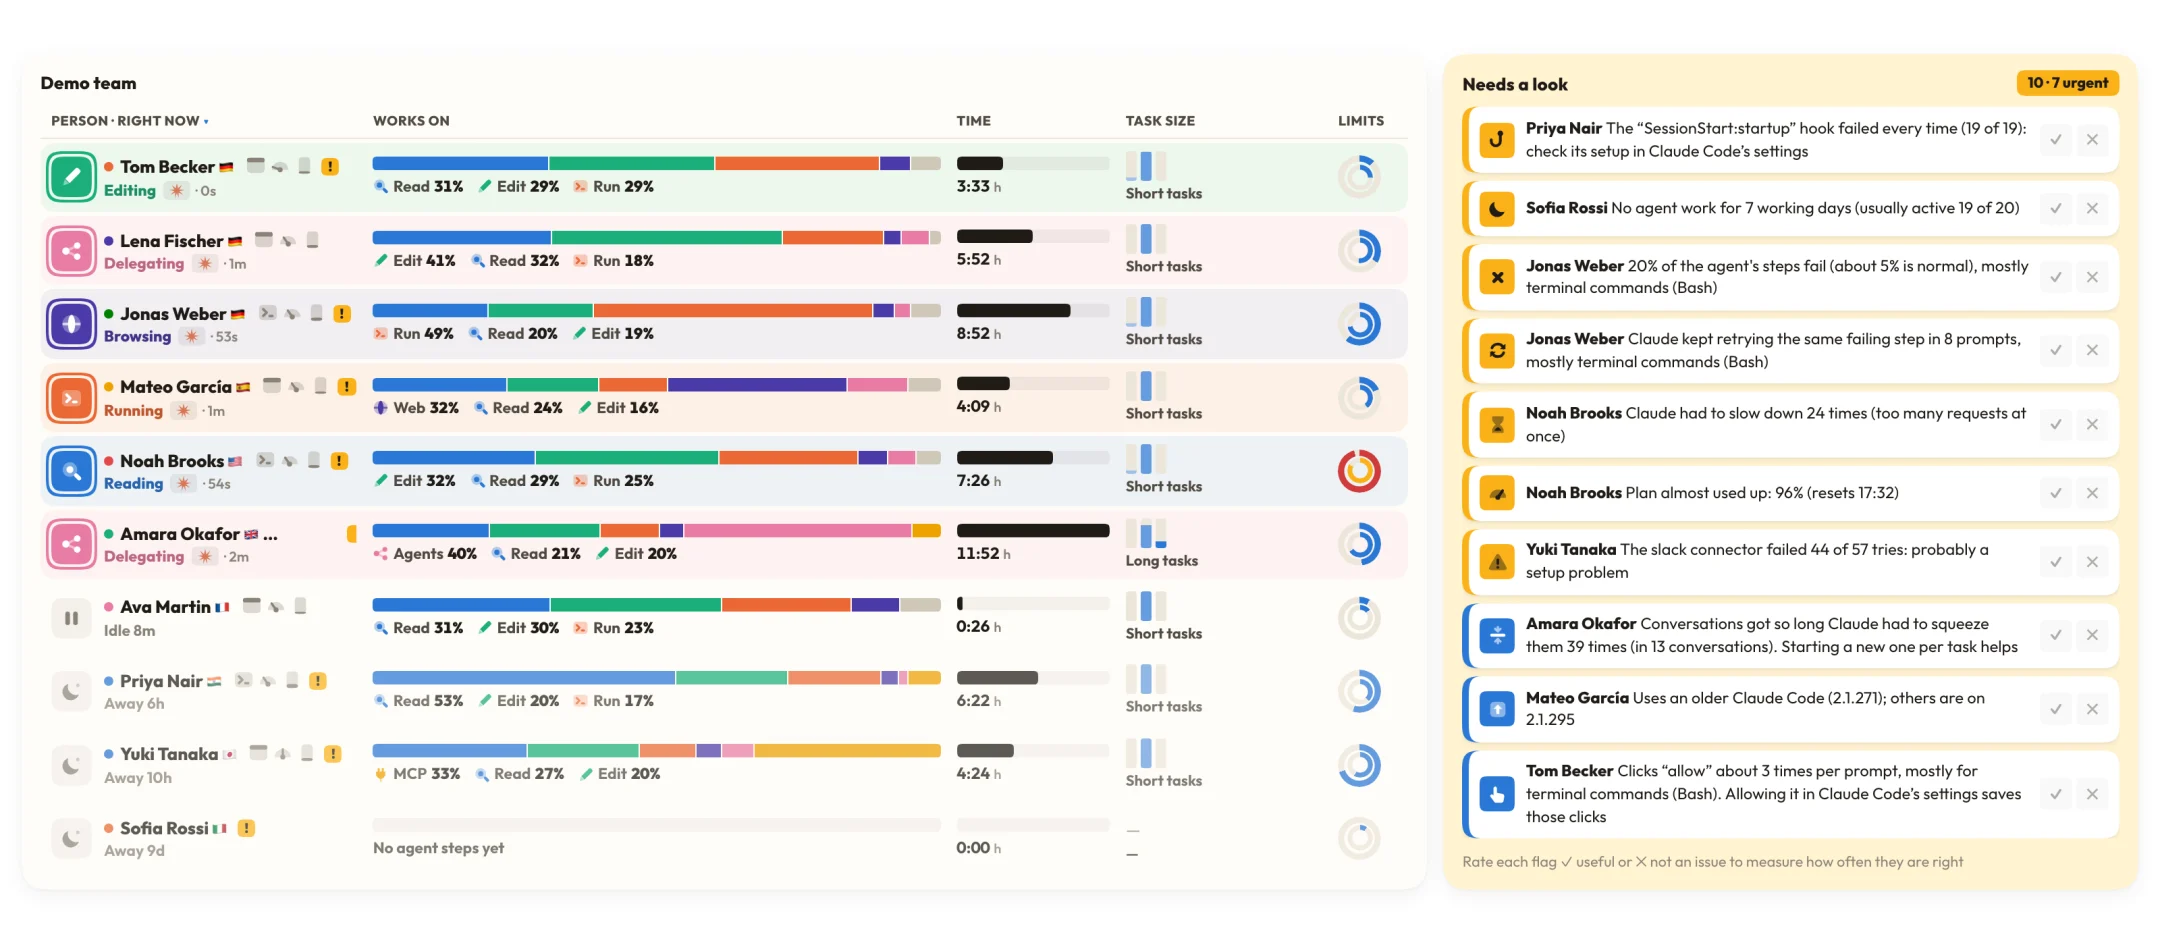 Demo team
PERSON · RIGHT NOW ▾ WORKS ON TIME TASK SIZE LIMITS
Tom Becker !
Editing · 0s
Read 31% Edit 29% Run 29%
3:33 h
Short tasks
Lena Fischer
Delegating · 1m
Edit 41% Read 32% Run 18%
5:52 h
Short tasks
Jonas Weber !
Browsing · 53s
Run 49% Read 20% Edit 19%
8:52 h
Short tasks
Mateo García !
Running · 1m
Web 32% Read 24% Edit 16%
4:09 h
Short tasks
Noah Brooks !
Reading · 54s
Edit 32% Read 29% Run 25%
7:26 h
Short tasks
Amara Okafor ...
Delegating · 2m
Agents 40% Read 21% Edit 20%
11:52 h
Long tasks
Ava Martin
Idle 8m
Read 31% Edit 30% Run 23%
0:26 h
Short tasks
Priya Nair !
Away 6h
Read 53% Edit 20% Run 17%
6:22 h
Short tasks
Yuki Tanaka !
Away 10h
MCP 33% Read 27% Edit 20%
4:24 h
Short tasks
Sofia Rossi !
Away 9d
No agent steps yet
0:00 h
—
—
Needs a look
10 · 7 urgent
Priya Nair The “SessionStart:startup” hook failed every time (19 of 19):
check its setup in Claude Code’s settings
Sofia Rossi No agent work for 7 working days (usually active 19 of 20)
Jonas Weber 20% of the agent's steps fail (about 5% is normal), mostly
terminal commands (Bash)
Jonas Weber Claude kept retrying the same failing step in 8 prompts,
mostly terminal commands (Bash)
Noah Brooks Claude had to slow down 24 times (too many requests at
once)
Noah Brooks Plan almost used up: 96% (resets 17:32)
Yuki Tanaka The slack connector failed 44 of 57 tries: probably a
setup problem
Amara Okafor Conversations got so long Claude had to squeeze
them 39 times (in 13 conversations). Starting a new one per task helps
Mateo García Uses an older Claude Code (2.1.271); others are on
2.1.295
Tom Becker Clicks “allow” about 3 times per prompt, mostly for
terminal commands (Bash). Allowing it in Claude Code’s settings saves
those clicks
Rate each flag ✓ useful or ✕ not an issue to measure how often they are right